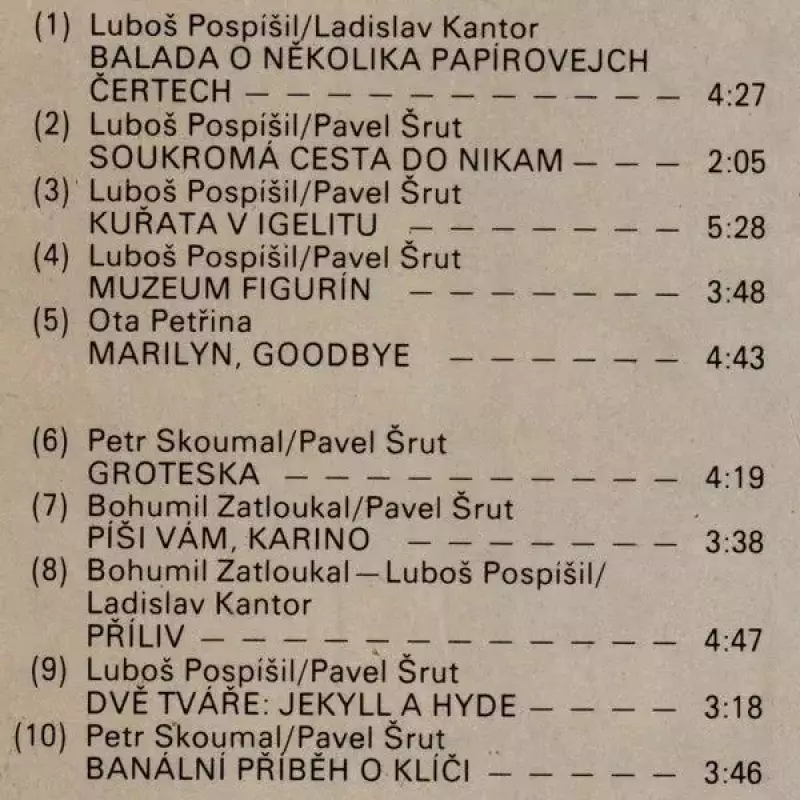 (1) Luboš Pospíšil/Ladislav Kantor
BALADA O NĚKOLIKA PAPÍROVEJCH
ČERTECH — — — — — — — — — — — 4:27
(2) Luboš Pospíšil/Pavel Šrut
SOUKROMÁ CESTA DO NIKAM — — — 2:05
(3) Luboš Pospíšil/Pavel Šrut
KUŘATA V IGELITU — — — — — — — 5:28
(4) Luboš Pospíšil/Pavel Šrut
MUZEUM FIGURÍN — — — — — — — 3:48
(5) Ota Petřina
MARILYN, GOODBYE — — — — — — 4:43
(6) Petr Skoumal/Pavel Šrut
GROTESKA — — — — — — — — — — 4:19
(7) Bohumil Zatloukal/Pavel Šrut
PÍŠI VÁM, KARINO — — — — — — — 3:38
(8) Bohumil Zatloukal—Luboš Pospíšil/
Ladislav Kantor
PŘÍLIV — — — — — — — — — — — — 4:47
(9) Luboš Pospíšil/Pavel Šrut
DVĚ TVÁŘE: JEKYLL A HYDE — — — — 3:18
(10) Petr Skoumal/Pavel Šrut
BANÁLNÍ PŘÍBĚH O KLÍČI — — — — — 3:46